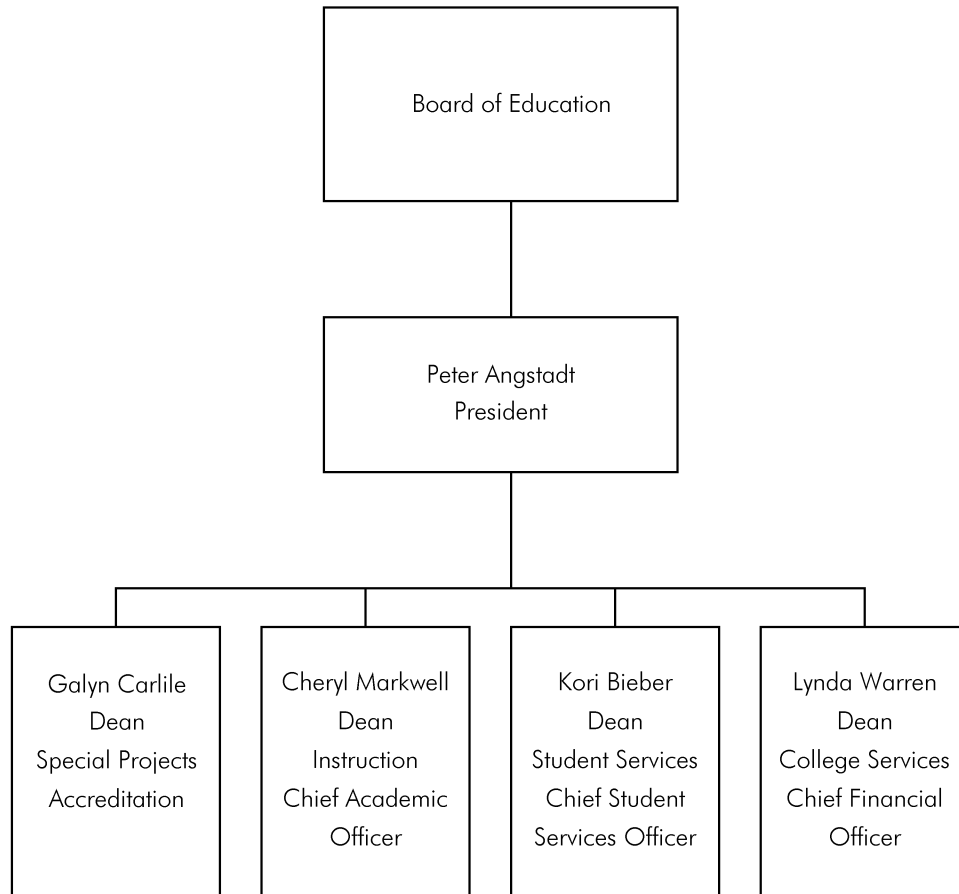 Board of Education
Peter Angstadt
President
Galyn Carlile
Dean
Special Projects
Accreditation
Cheryl Markwell
Dean
Instruction
Chief Academic
Officer
Kori Bieber
Dean
Student Services
Chief Student
Services Officer
Lynda Warren
Dean
College Services
Chief Financial
Officer